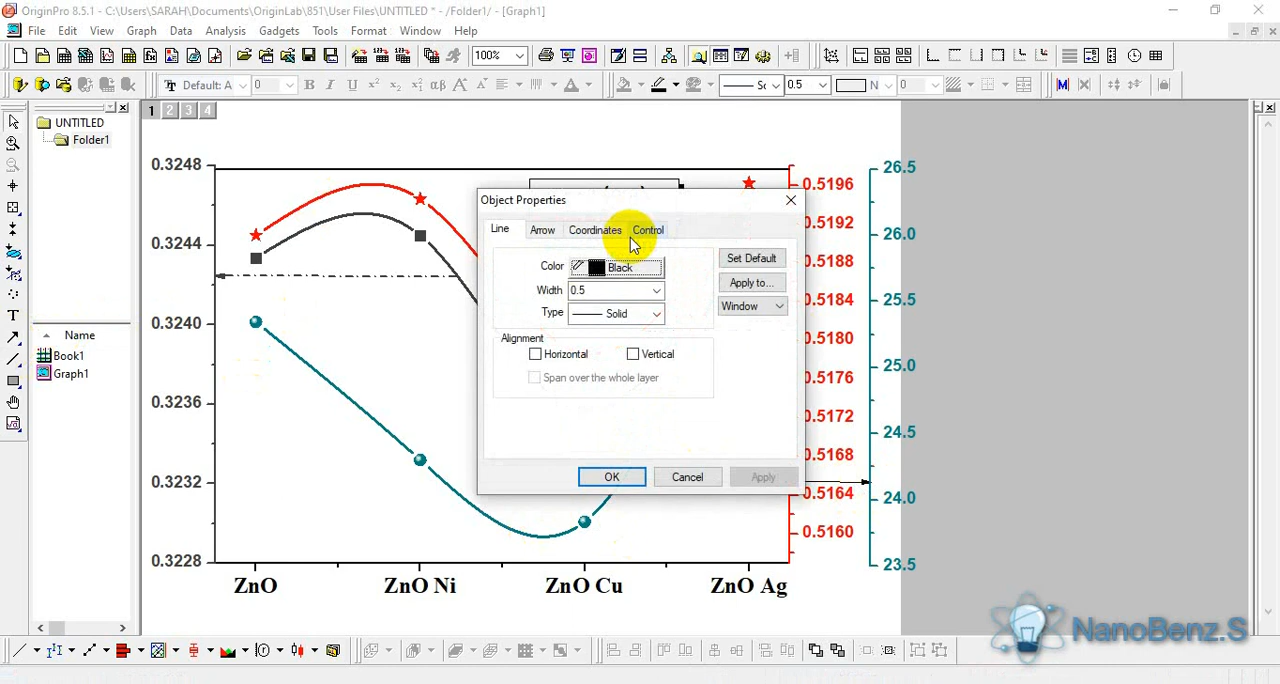 OriginPro 8.5.1 - C:\Users\SARAH\Documents\OriginLab\851\User Files\UNTITLED * - /Folder1/ - [Graph1]
File Edit View Graph Data Analysis Gadgets Tools Format Window Help
100%
Default: A 0 B I U αβ A A A 0.5 N 0
UNTITLED
Folder1
Name
Book1
Graph1
1 2 3 4
0.3248
0.3244
0.3240
0.3236
0.3232
0.3228
ZnO ZnO Ni ZnO Cu ZnO Ag
Object Properties
Line Arrow Coordinates Control
Color Black
Width 0.5
Type Solid
Set Default
Apply to...
Window
Alignment
Horizontal Vertical
Span over the whole layer
OK Cancel Apply
0.5196
0.5192
0.5188
0.5184
0.5180
0.5176
0.5172
0.5168
0.5164
0.5160
26.5
26.0
25.5
25.0
24.5
24.0
23.5
NanoBenz.S